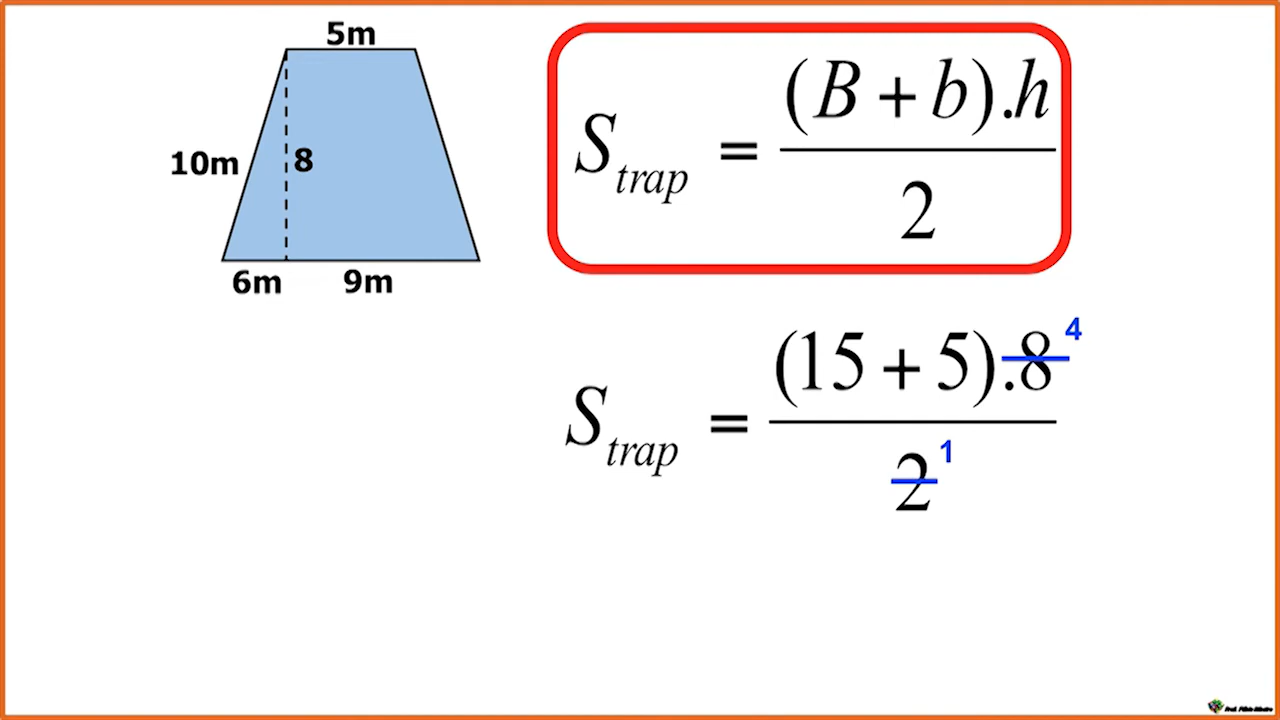 5m
10m
8
6m 9m
S_trap = (B + b).h / 2
S_trap = (15 + 5).8 4 / 2 1